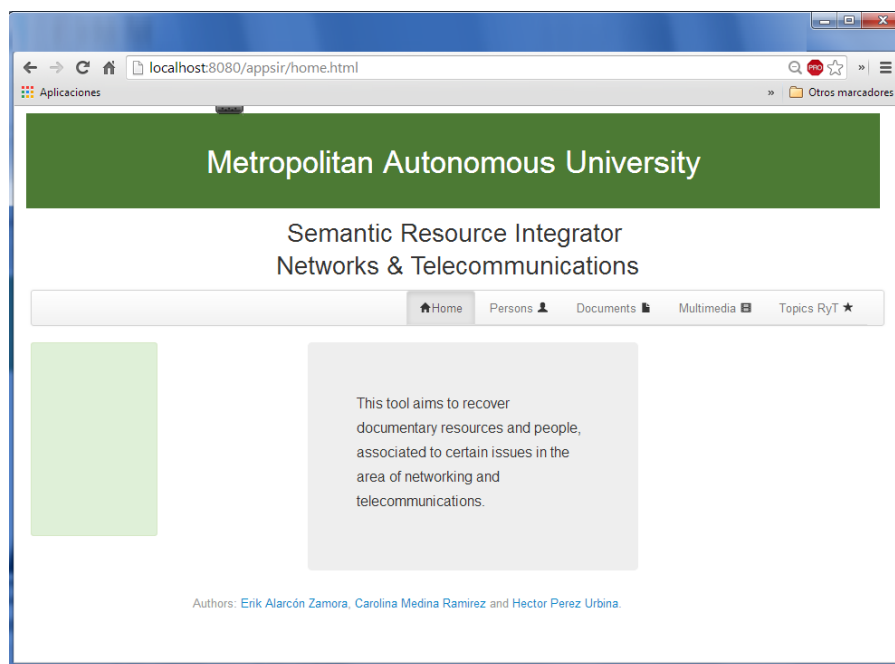 localhost:8080/appsir/home.html
PRO
Aplicaciones
Otros marcadores
Metropolitan Autonomous University
Semantic Resource Integrator
Networks & Telecommunications
Home Persons Documents Multimedia Topics RyT
This tool aims to recover
documentary resources and people,
associated to certain issues in the
area of networking and
telecommunications.
Authors: Erik Alarcón Zamora, Carolina Medina Ramirez and Hector Perez Urbina.